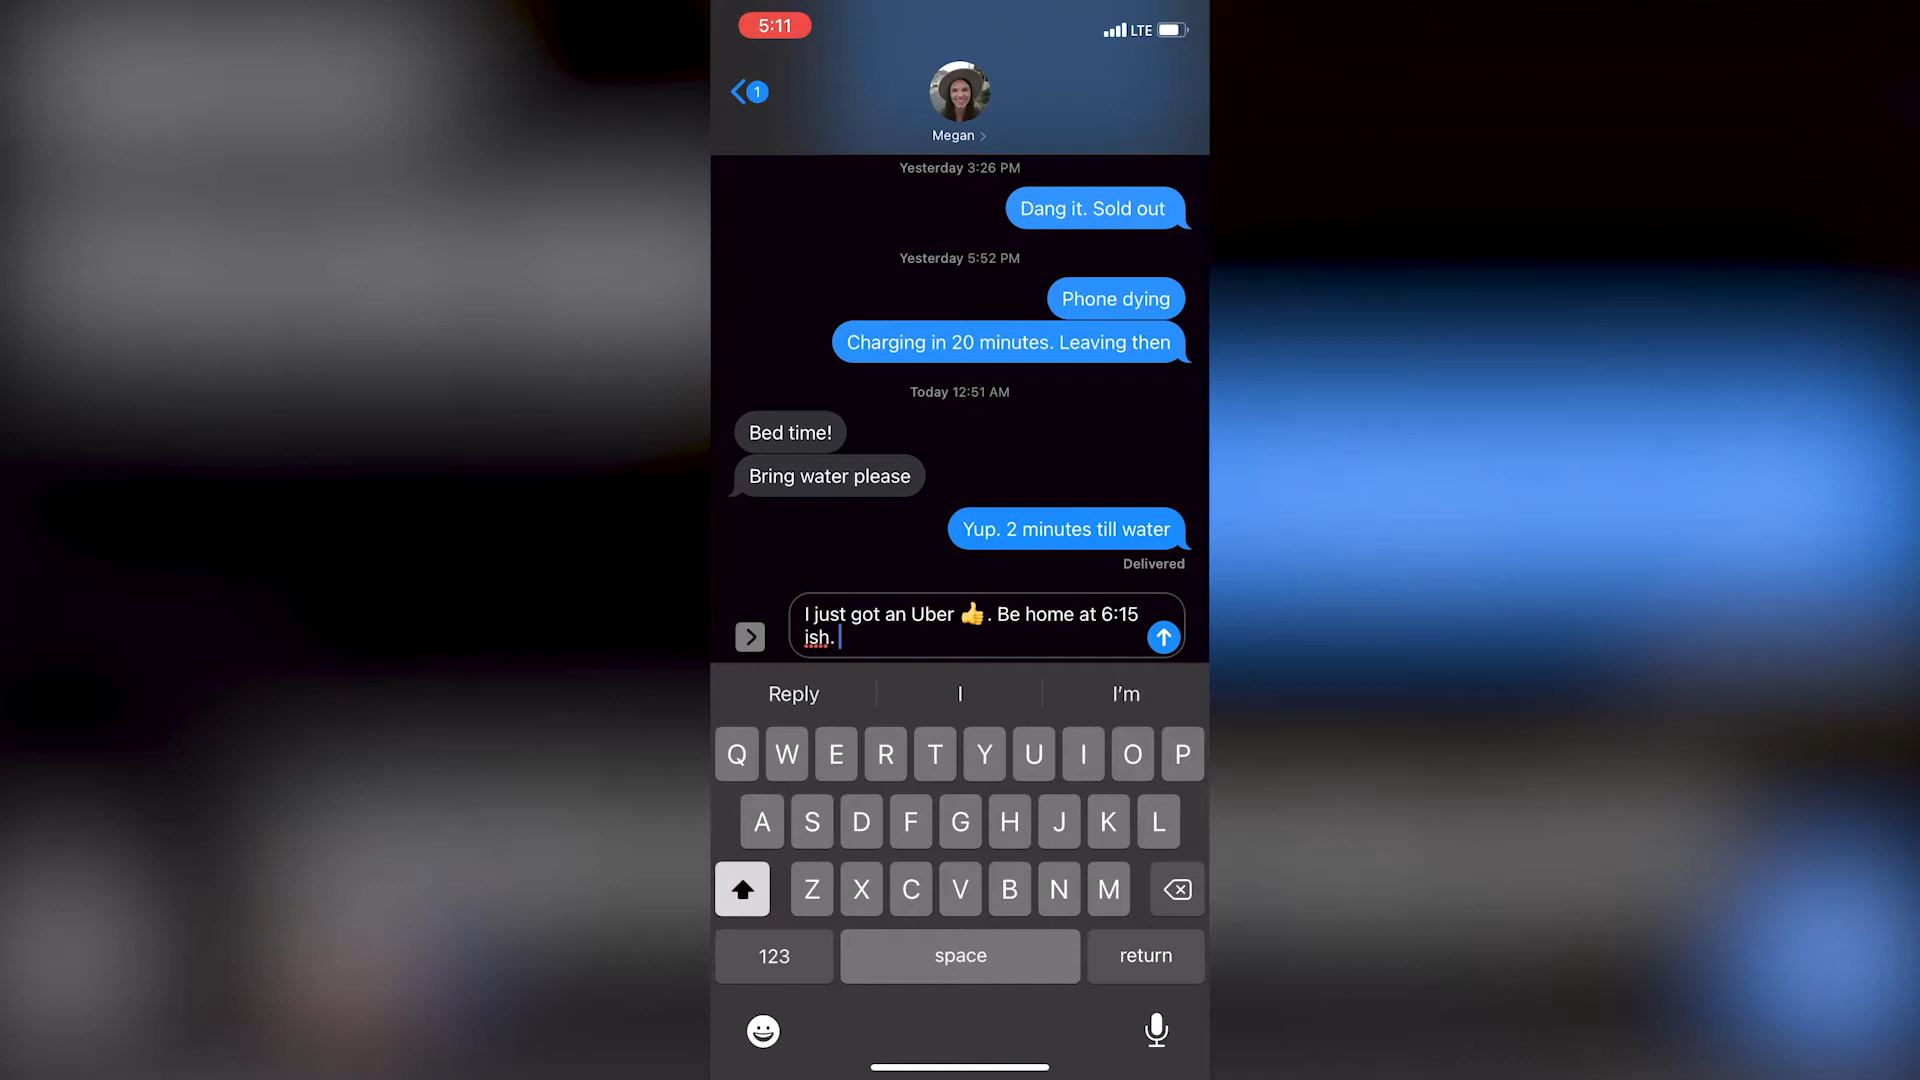 5:11
LTE
1
Megan
Yesterday 3:26 PM
Dang it. Sold out
Yesterday 5:52 PM
Phone dying
Charging in 20 minutes. Leaving then
Today 12:51 AM
Bed time!
Bring water please
Yup. 2 minutes till water
Delivered
I just got an Uber 👍. Be home at 6:15
ish.
Reply I I'm
Q W E R T Y U I O P
A S D F G H J K L
Z X C V B N M
123 space return